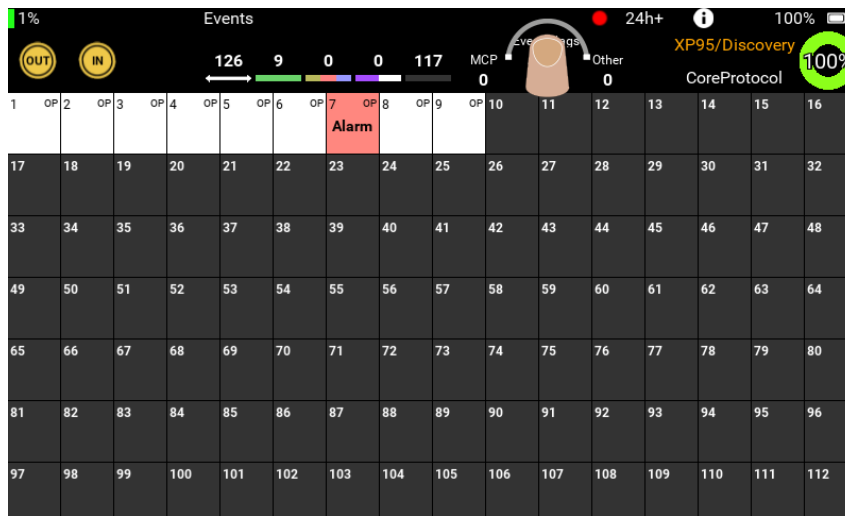 1% Events 24h+ i 100%
OUT IN 126 9 0 0 117 MCP 0 Other 0 XP95/Discovery CoreProtocol 100%
1 OP 2 OP 3 OP 4 OP 5 OP 6 OP 7 OP 8 OP 9 OP 10 11 12 13 14 15 16
Alarm
17 18 19 20 21 22 23 24 25 26 27 28 29 30 31 32
33 34 35 36 37 38 39 40 41 42 43 44 45 46 47 48
49 50 51 52 53 54 55 56 57 58 59 60 61 62 63 64
65 66 67 68 69 70 71 72 73 74 75 76 77 78 79 80
81 82 83 84 85 86 87 88 89 90 91 92 93 94 95 96
97 98 99 100 101 102 103 104 105 106 107 108 109 110 111 112